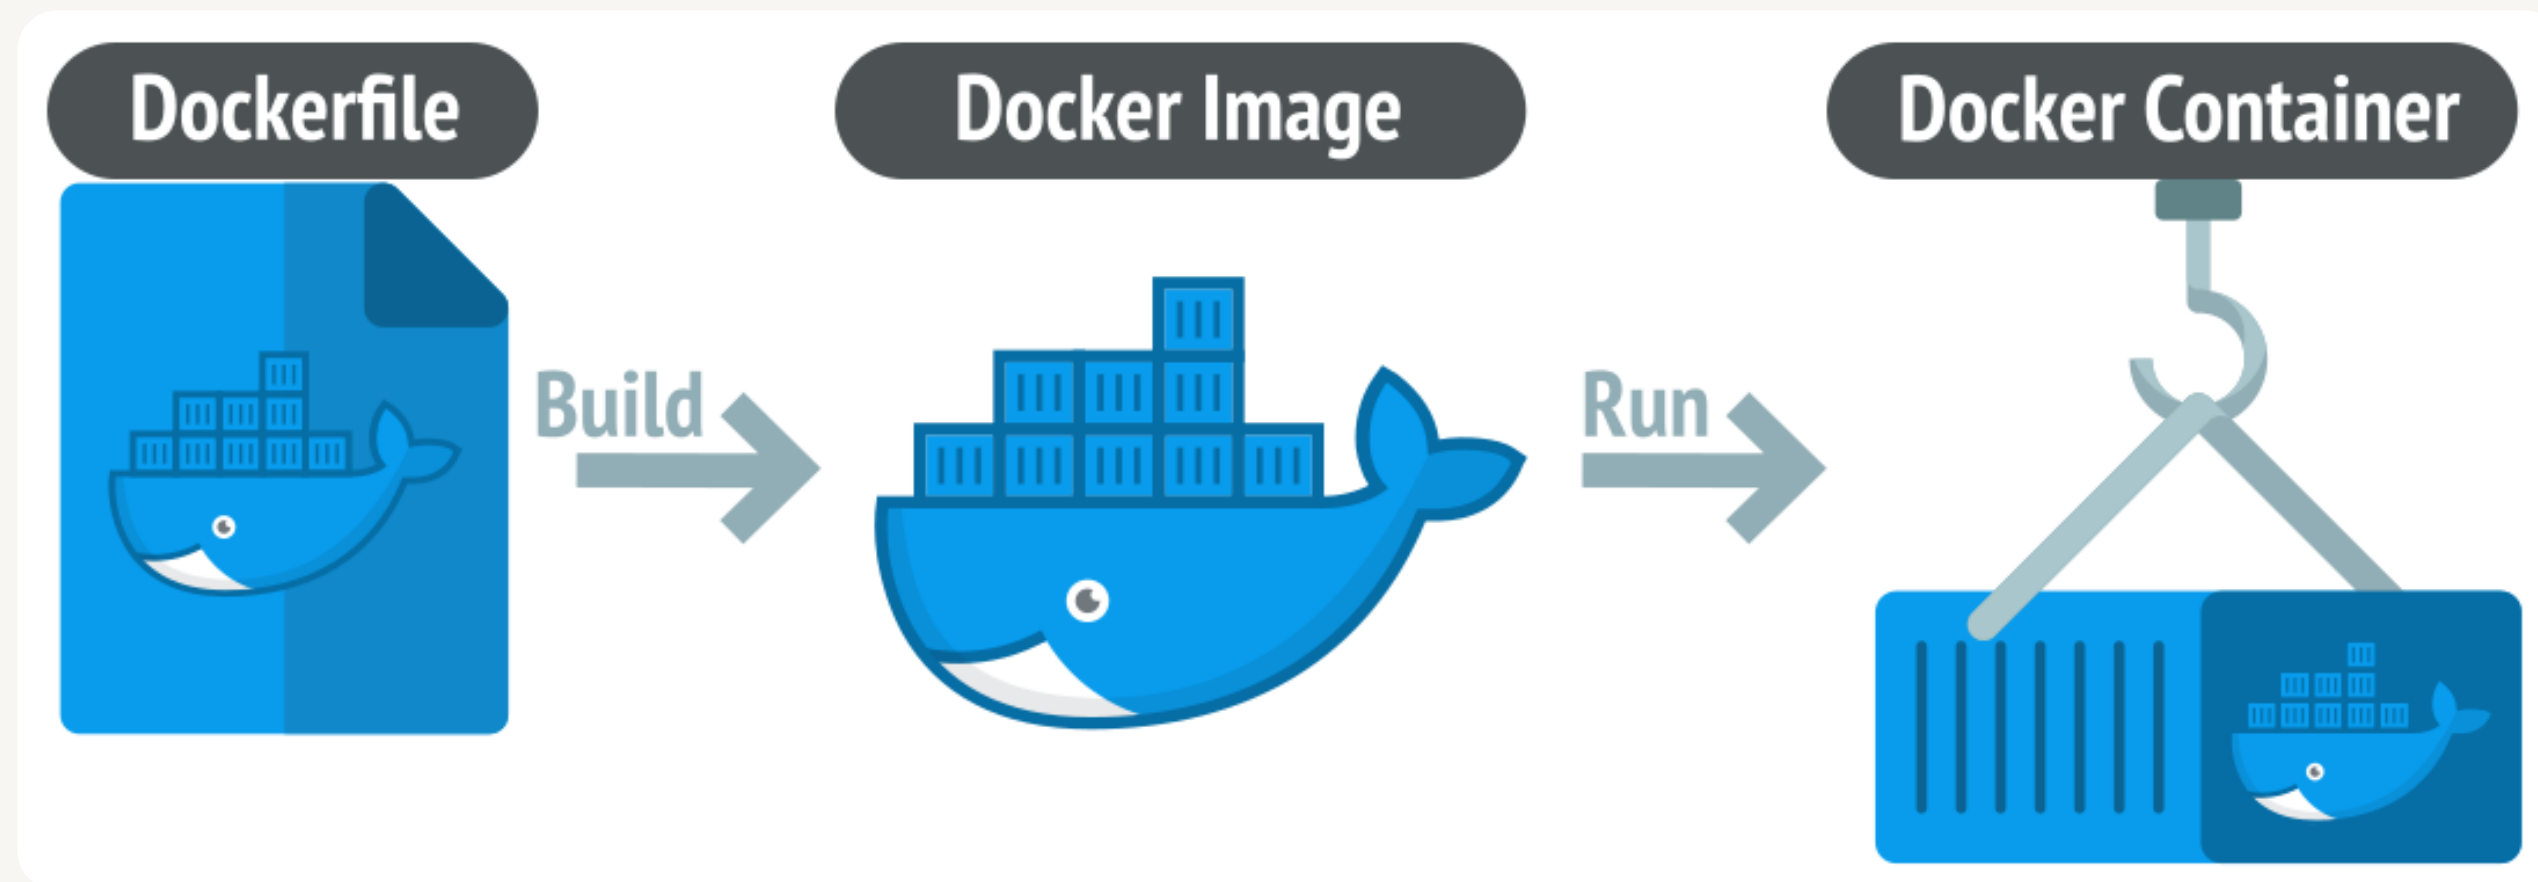 Dockerfile
Docker Image
Docker Container
Build
Run